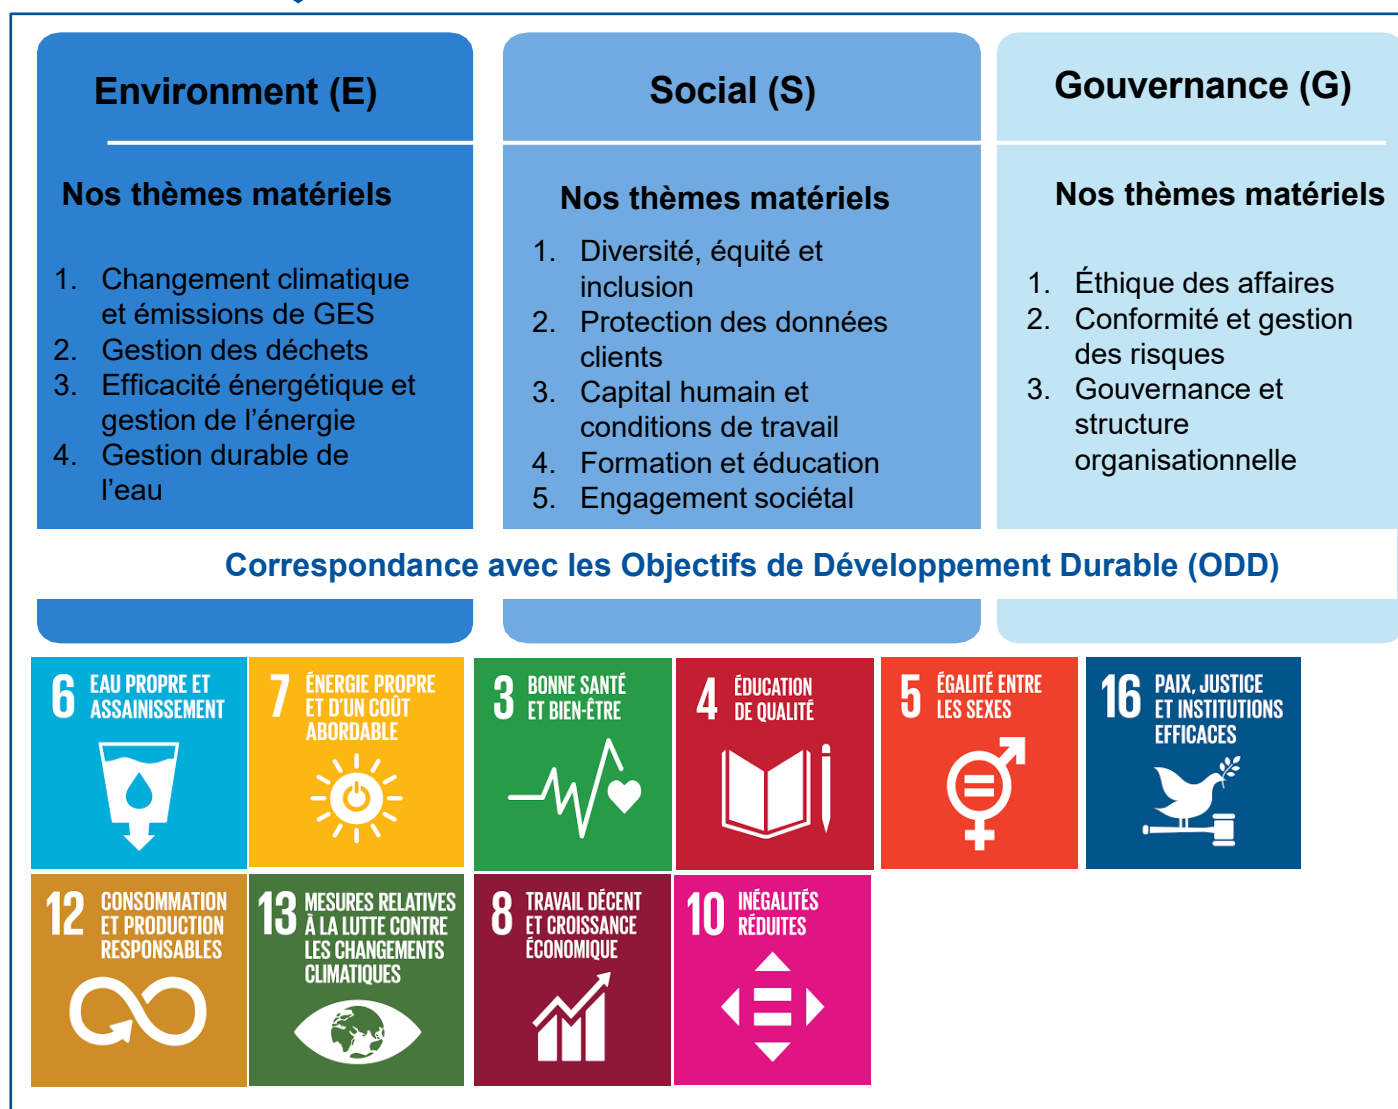 Environment (E)
Nos thèmes matériels
1. Changement climatique
et émissions de GES
2. Gestion des déchets
3. Efficacité énergétique et
gestion de l’énergie
4. Gestion durable de
l’eau
Social (S)
Nos thèmes matériels
1. Diversité, équité et
inclusion
2. Protection des données
clients
3. Capital humain et
conditions de travail
4. Formation et éducation
5. Engagement sociétal
Gouvernance (G)
Nos thèmes matériels
1. Éthique des affaires
2. Conformité et gestion
des risques
3. Gouvernance et
structure
organisationnelle
Correspondance avec les Objectifs de Développement Durable (ODD)
6 EAU PROPRE ET
ASSAINISSEMENT
7 ÉNERGIE PROPRE
ET D'UN COÛT
ABORDABLE
3 BONNE SANTÉ
ET BIEN-ÊTRE
4 ÉDUCATION
DE QUALITÉ
5 ÉGALITÉ ENTRE
LES SEXES
16 PAIX, JUSTICE
ET INSTITUTIONS
EFFICACES
12 CONSOMMATION
ET PRODUCTION
RESPONSABLES
13 MESURES RELATIVES
À LA LUTTE CONTRE
LES CHANGEMENTS
CLIMATIQUES
8 TRAVAIL DÉCENT
ET CROISSANCE
ÉCONOMIQUE
10 INÉGALITÉS
RÉDUITES